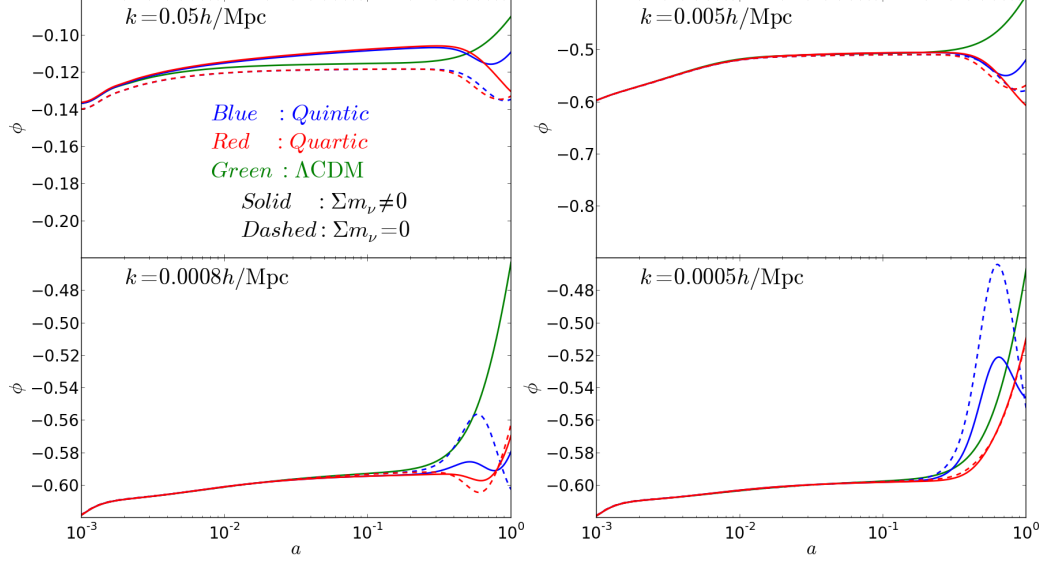 k=0.05h/Mpc
−0.10
−0.12
−0.14
−0.16
−0.18
−0.20
ϕ
Blue : Quintic
Red : Quartic
Green : ΛCDM
Solid : Σm_ν≠0
Dashed : Σm_ν=0
k=0.005h/Mpc
−0.5
−0.6
−0.7
−0.8
ϕ
k=0.0008h/Mpc
−0.48
−0.50
−0.52
−0.54
−0.56
−0.58
−0.60
ϕ
10^-3 10^-2 10^-1 10^0
a
k=0.0005h/Mpc
−0.48
−0.50
−0.52
−0.54
−0.56
−0.58
−0.60
ϕ
10^-3 10^-2 10^-1 10^0
a